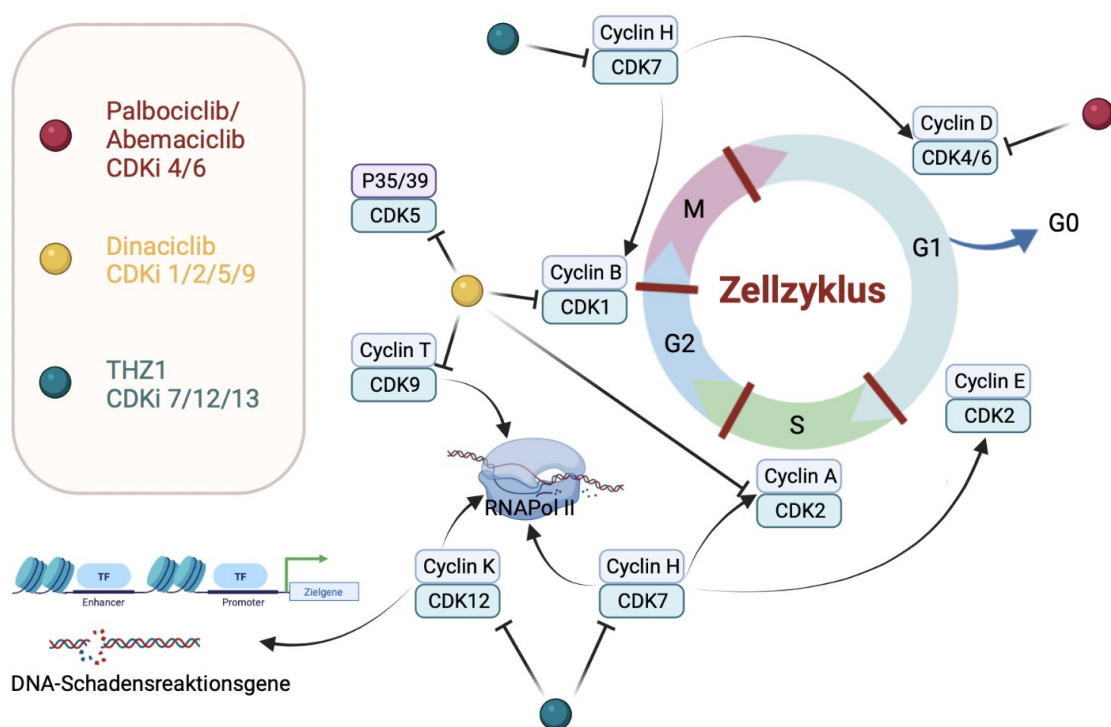 Palbociclib/
Abemaciclib
CDKi 4/6
Dinaciclib
CDKi 1/2/5/9
THZ1
CDKi 7/12/13
Cyclin H
CDK7
Cyclin D
CDK4/6
P35/39
CDK5
M
G1
G0
Cyclin B
CDK1
Zellzyklus
G2
Cyclin T
CDK9
Cyclin E
CDK2
S
Cyclin A
CDK2
RNAPol II
Cyclin K
CDK12
Cyclin H
CDK7
TF
TF
Enhancer
Promoter
Zielgene
DNA-Schadensreaktionsgene